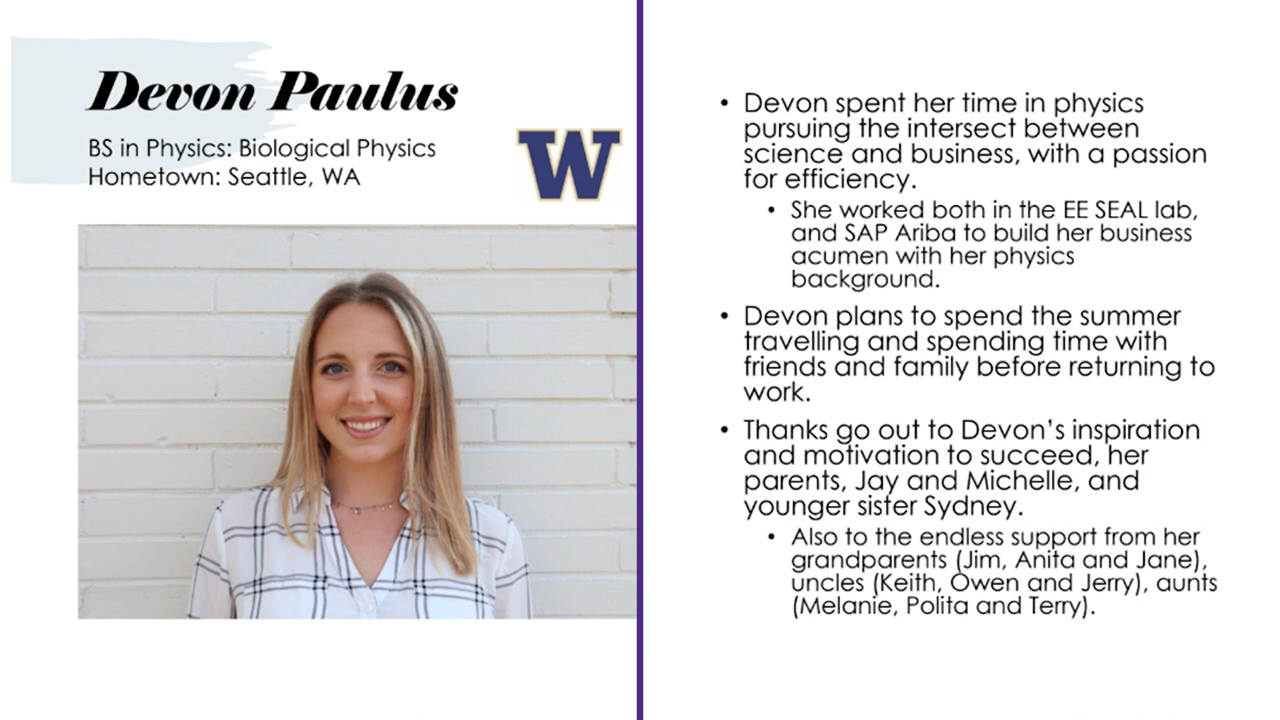 Devon Paulus
BS in Physics: Biological Physics
Hometown: Seattle, WA
W
• Devon spent her time in physics
pursuing the intersect between
science and business, with a passion
for efficiency.
• She worked both in the EE SEAL lab,
and SAP Ariba to build her business
acumen with her physics
background.
• Devon plans to spend the summer
travelling and spending time with
friends and family before returning to
work.
• Thanks go out to Devon’s inspiration
and motivation to succeed, her
parents, Jay and Michelle, and
younger sister Sydney.
• Also to the endless support from her
grandparents (Jim, Anita and Jane),
uncles (Keith, Owen and Jerry), aunts
(Melanie, Polita and Terry).